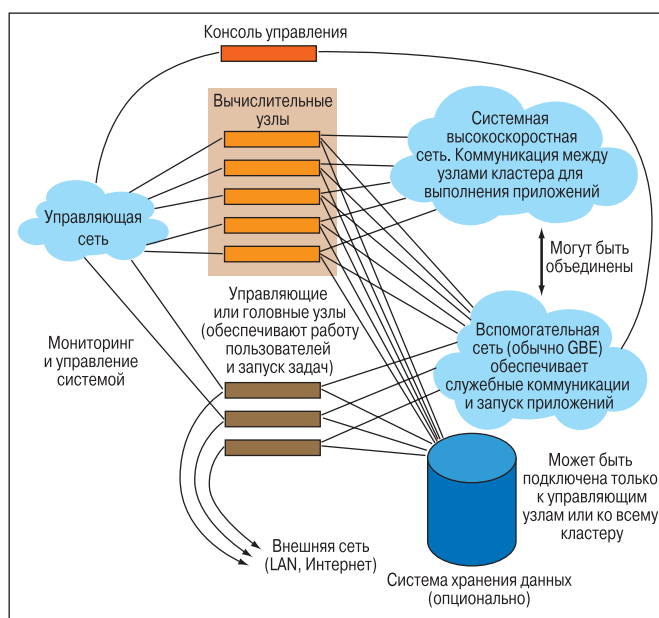 Консоль управления
Вычислительные
узлы
Системная
высокоскоростная
сеть. Коммуникация между
узлами кластера для
выполнения приложений
Управляющая
сеть
Могут быть
объединены
Управляющие
или головные узлы
(обеспечивают работу
пользователей
и запуск задач)
Мониторинг
и управление
системой
Вспомогательная
сеть (обычно GBE)
обеспечивает
служебные коммуникации
и запуск приложений
Может быть
подключена только
к управляющим
узлам или ко всему
кластеру
Внешняя сеть
(LAN, Интернет)
Система хранения данных
(опционально)